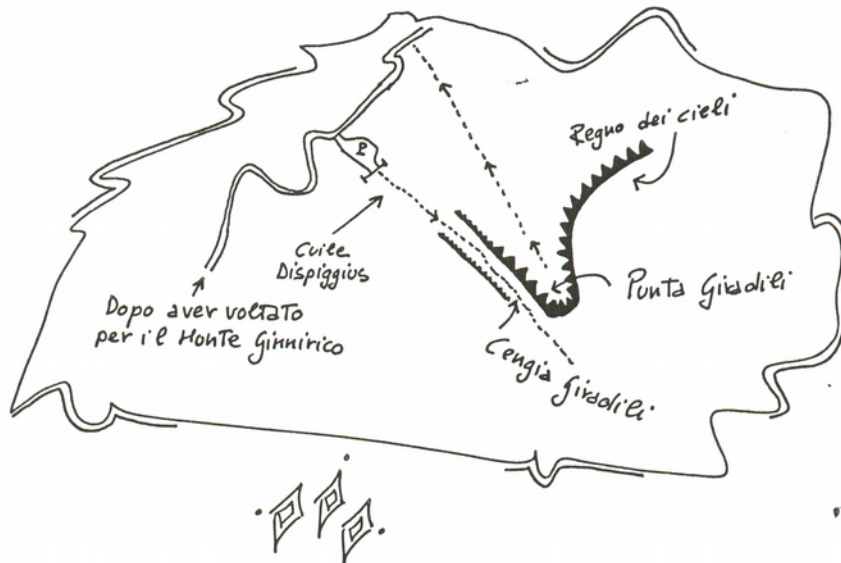 Regno dei cieli
P
Cuile
Dispiggius
Punta Giradili
Dopo aver voltato
per il Monte Ginnirico
Cengia Giradili